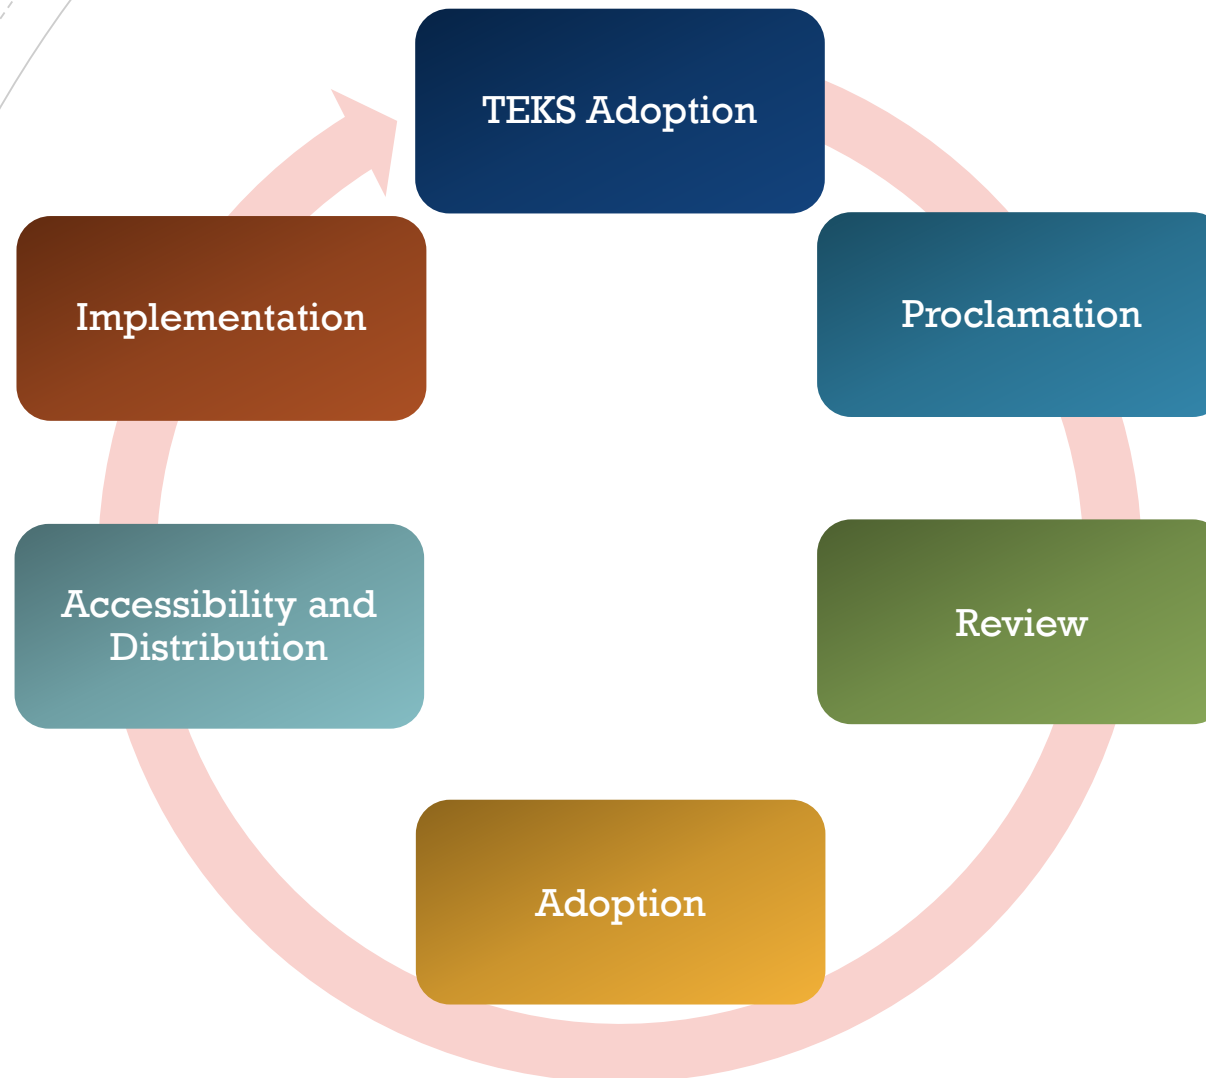 TEKS Adoption
Proclamation
Review
Adoption
Accessibility and
Distribution
Implementation